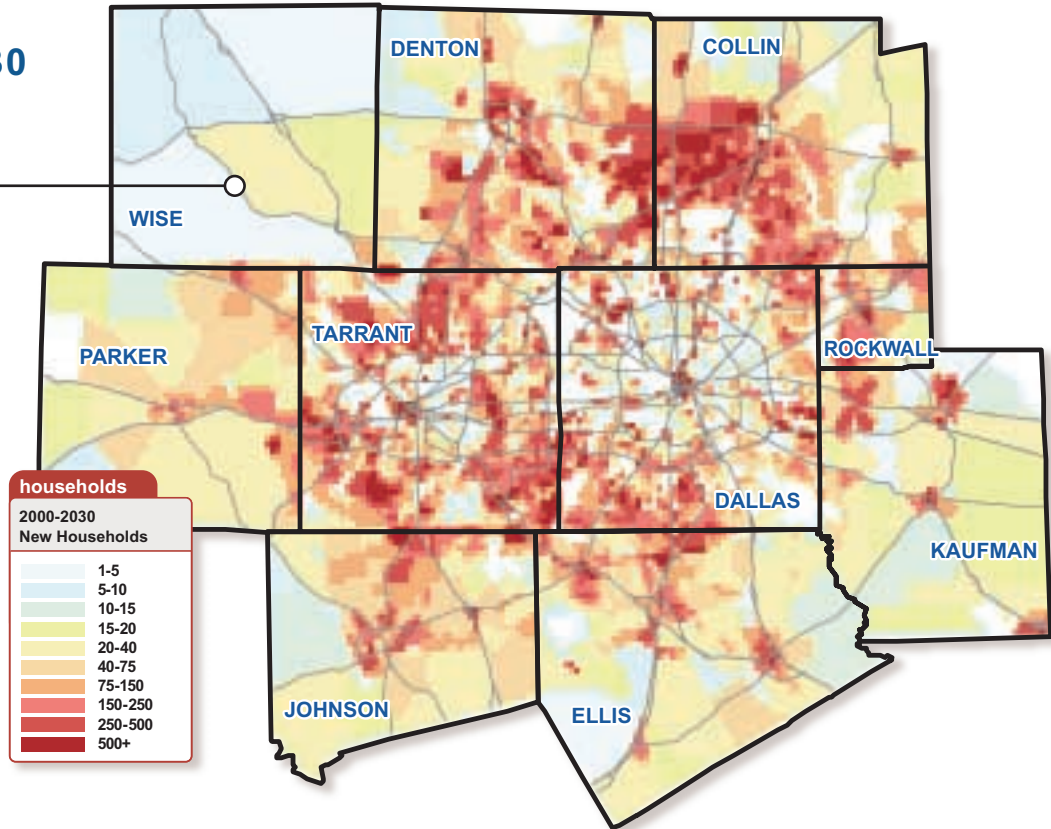 30
DENTON
COLLIN
WISE
TARRANT
PARKER
ROCKWALL
DALLAS
KAUFMAN
JOHNSON
ELLIS
households
2000-2030
New Households
1-5
5-10
10-15
15-20
20-40
40-75
75-150
150-250
250-500
500+